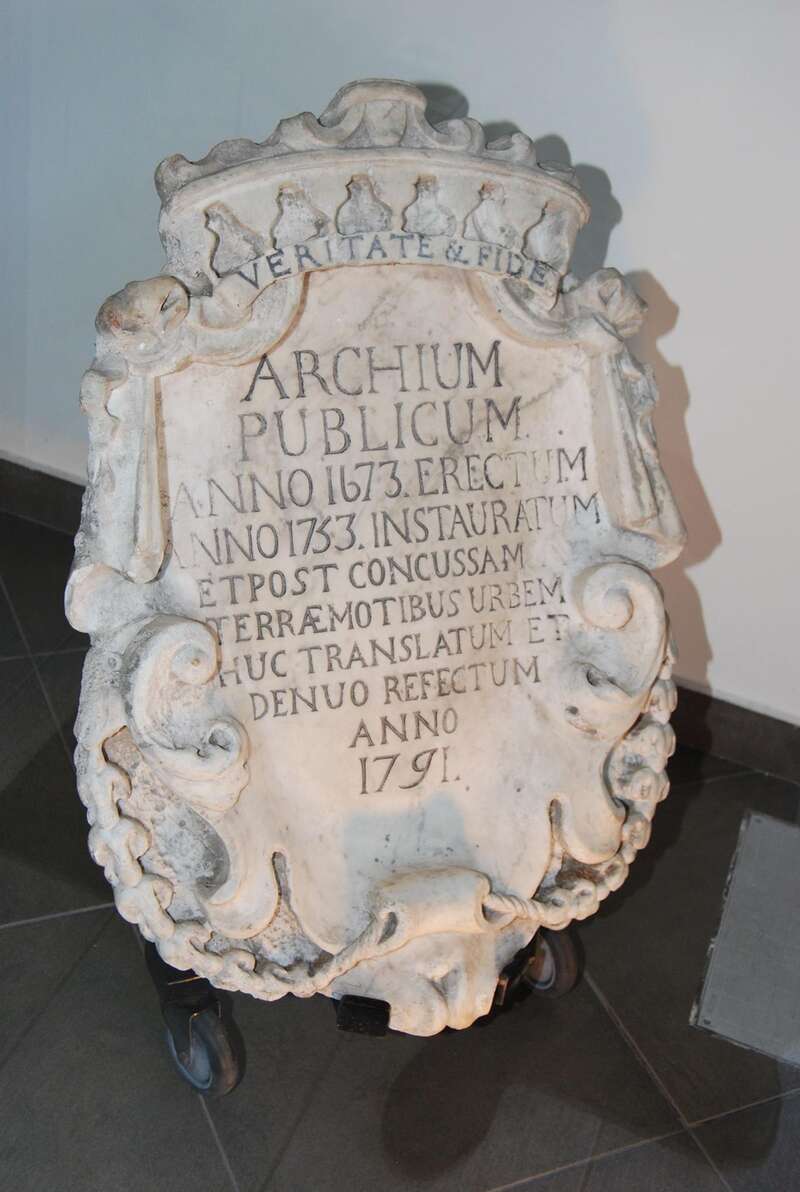 VERITATE & FIDE
ARCHIUM
PUBLICUM.
ANNO 1673. ERECTUM
ANNO 1753. INSTAURATUM
ET POST CONCUSSAM
TERRÆMOTIBUS URBEM
HUC TRANSLATUM ET
DENUO REFECTUM
ANNO
1791.